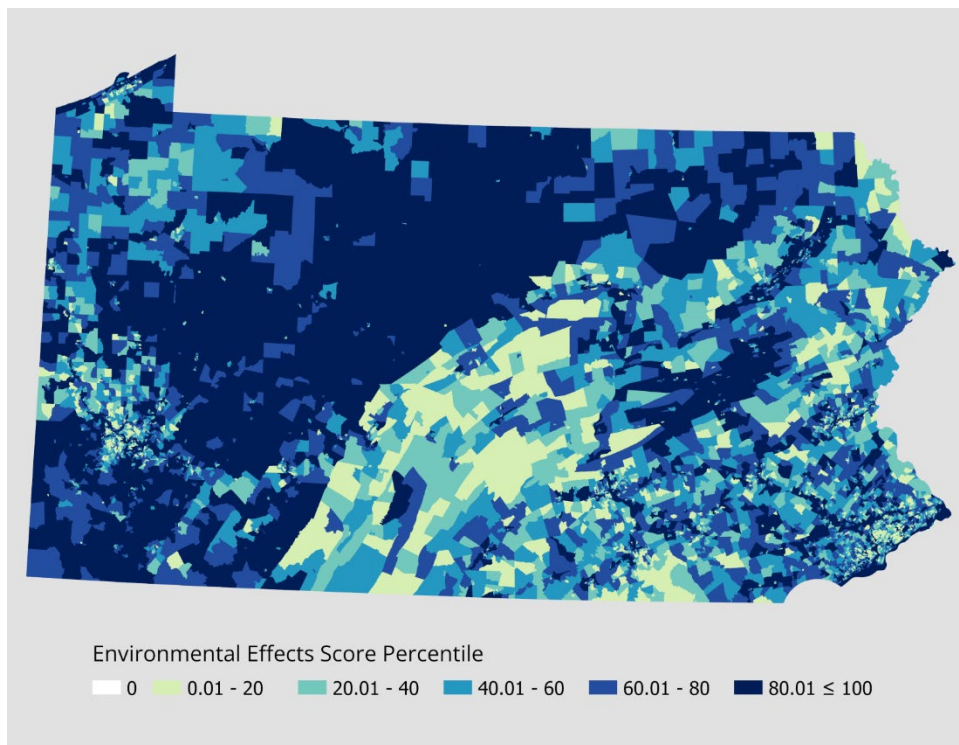 Environmental Effects Score Percentile
0 0.01 - 20 20.01 - 40 40.01 - 60 60.01 - 80 80.01 ≤ 100